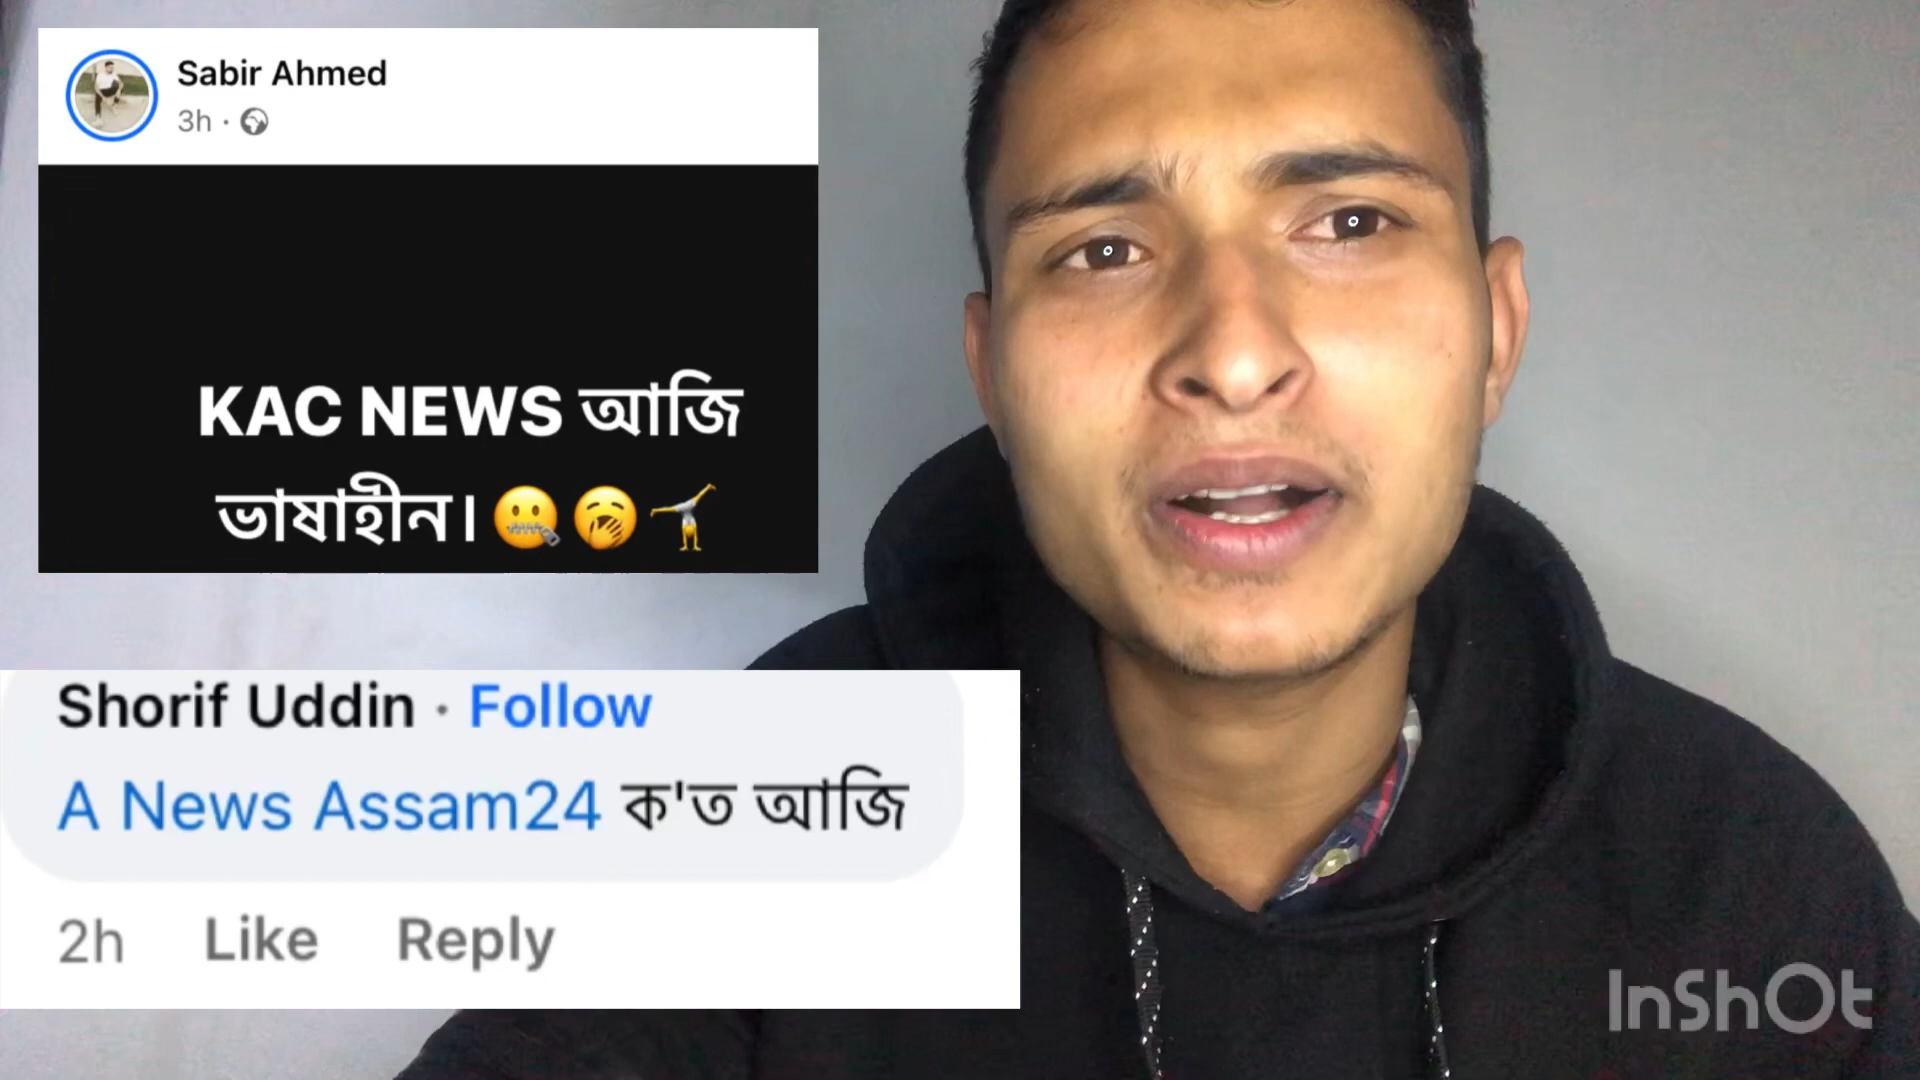 Sabir Ahmed
3h ·
KAC NEWS আজি
ভাষাহীন। 🤐🥱🤸
Shorif Uddin · Follow
A News Assam24 ক'ত আজি
2h Like Reply
InShOt